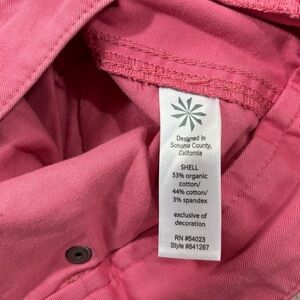 Designed in
Sonoma County,
California
SHELL
53% organic
cotton/
44% cotton/
3% spandex
exclusive of
decoration
RN #54023
Style #841267